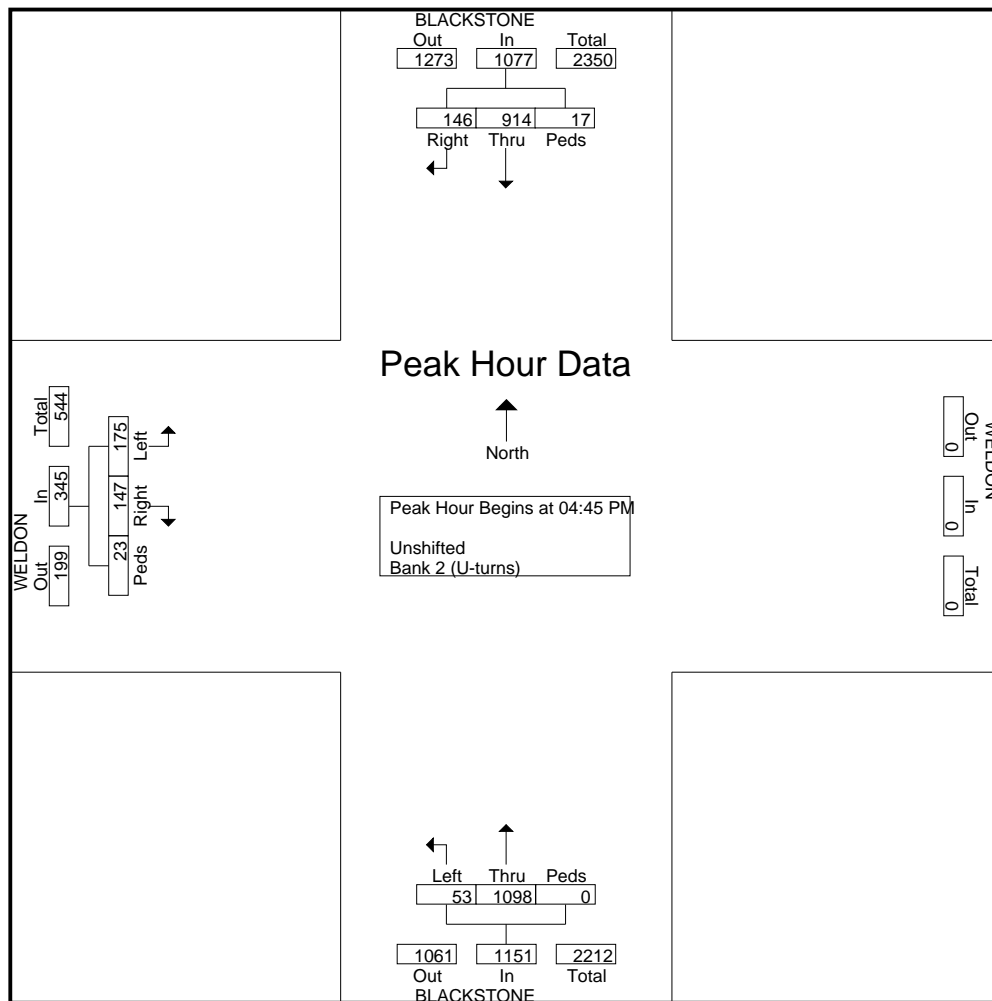 BLACKSTONE
Out In Total
1273 1077 2350
146 914 17
Right Thru Peds
Peak Hour Data
North
Peak Hour Begins at 04:45 PM
Unshifted
Bank 2 (U-turns)
WELDON
Out In Total
199 345 544
23 147 175
Peds Right Left
WELDON
Out In Total
0 0 0
Left Thru Peds
53 1098 0
1061 1151 2212
Out In Total
BLACKSTONE